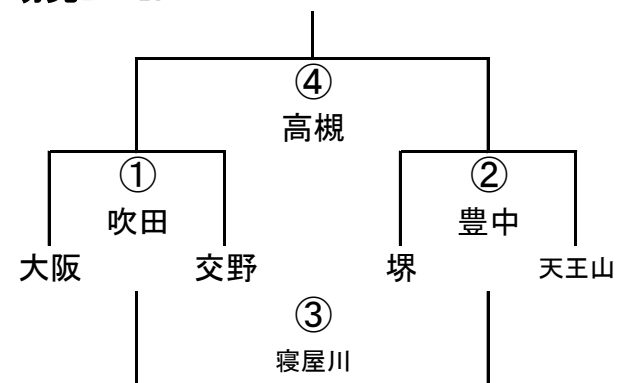 ④
高槻
① ②
吹田 豊中
大阪 交野 堺 天王山
③
寝屋川